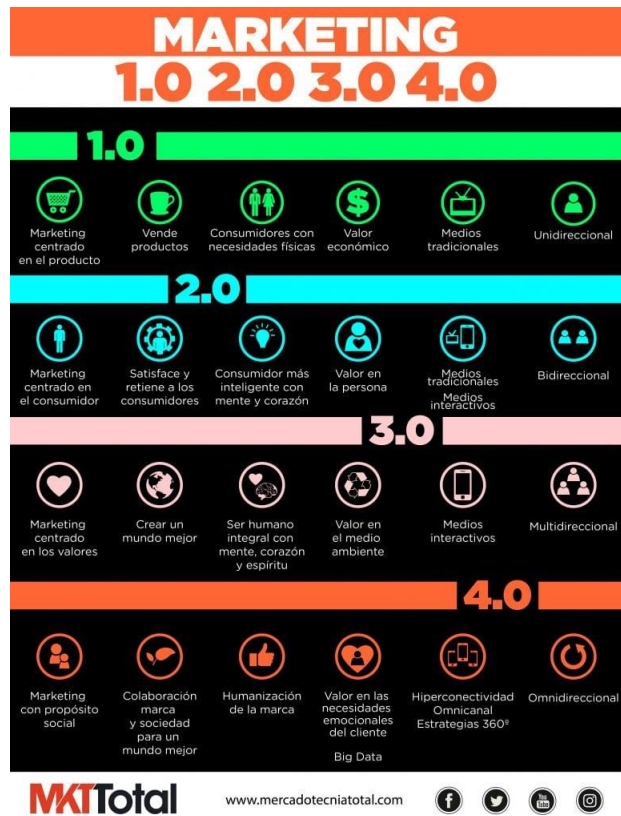 MARKETING
1.0 2.0 3.0 4.0
1.0
Marketing
centrado
en el producto
Vende
productos
Consumidores con
necesidades físicas
Valor
económico
Medios
tradicionales
Unidireccional
2.0
Marketing
centrado en
el consumidor
Satisface y
retiene a los
consumidores
Consumidor más
inteligente con
mente y corazón
Valor en
la persona
Medios
tradicionales
Medios
interactivos
Bidireccional
3.0
Marketing
centrado
en los valores
Crear un
mundo mejor
Ser humano
integral con
mente, corazón
y espíritu
Valor en
el medio
ambiente
Medios
interactivos
Multidireccional
4.0
Marketing
con propósito
social
Colaboración
marca
y sociedad
para un
mundo mejor
Humanización
de la marca
Valor en las
necesidades
emocionales
del cliente
Big Data
Hiperconectividad
Omnicanal
Estrategias 360º
Omnidireccional
MKTTotal
www.mercadotecniatotal.com
You
Tube